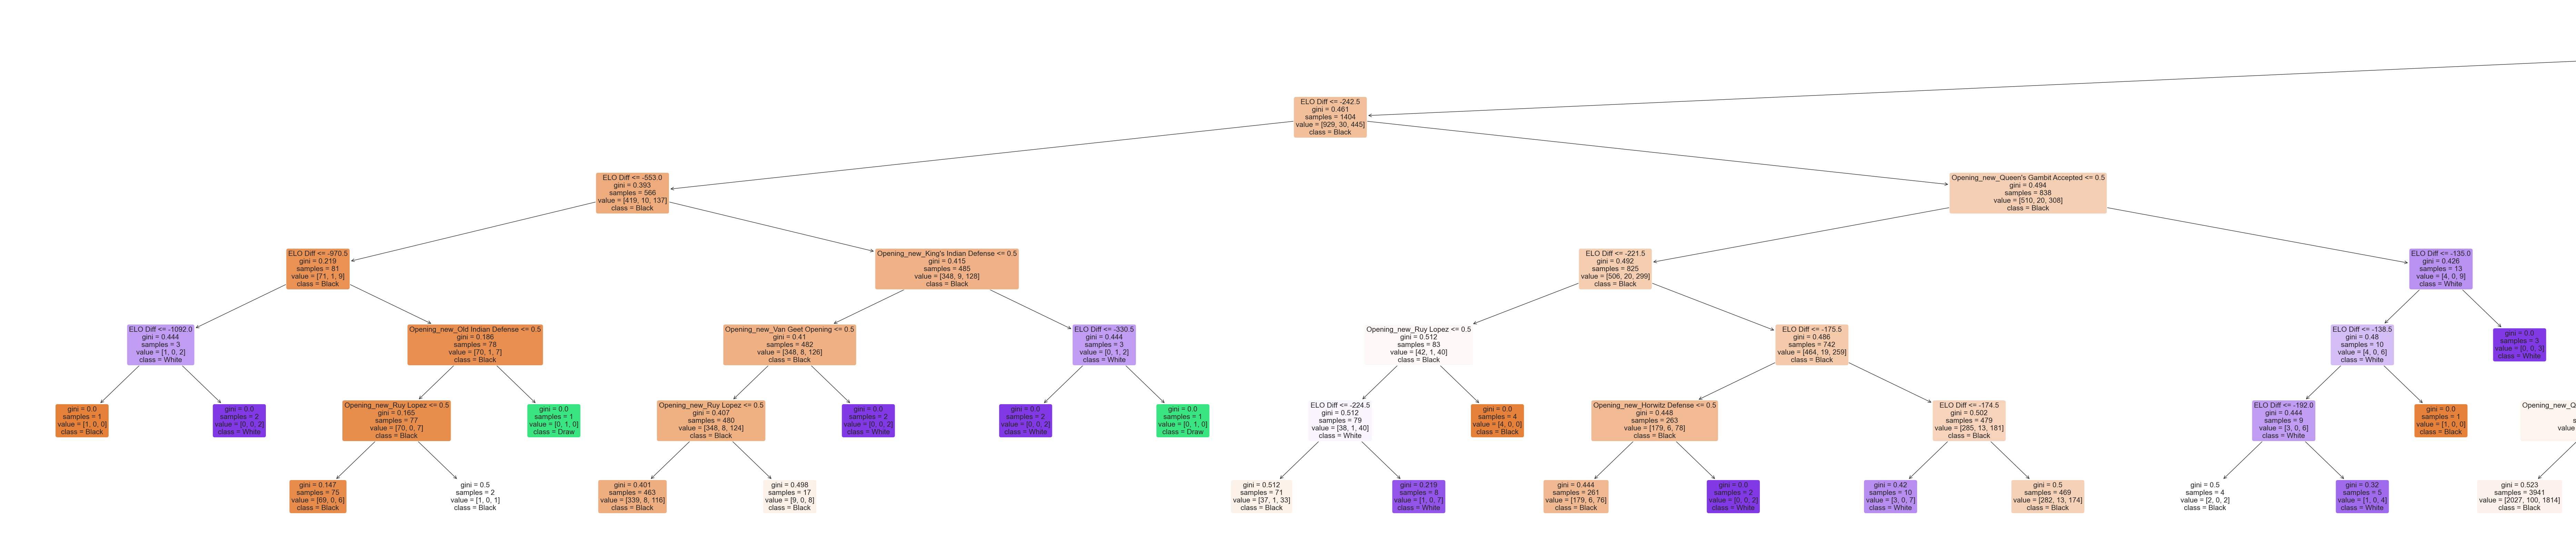 ELO Diff <= -242.5
gini = 0.461
samples = 1404
value = [929, 30, 445]
class = Black
ELO Diff <= -553.0
gini = 0.393
samples = 566
value = [419, 10, 137]
class = Black
Opening_new_Queen's Gambit Accepted <= 0.5
gini = 0.494
samples = 838
value = [510, 20, 308]
class = Black
ELO Diff <= -970.5
gini = 0.219
samples = 81
value = [71, 1, 9]
class = Black
Opening_new_King's Indian Defense <= 0.5
gini = 0.415
samples = 485
value = [348, 9, 128]
class = Black
ELO Diff <= -221.5
gini = 0.492
samples = 825
value = [506, 20, 299]
class = Black
ELO Diff <= -135.0
gini = 0.426
samples = 13
value = [4, 0, 9]
class = White
ELO Diff <= -1092.0
gini = 0.444
samples = 3
value = [1, 0, 2]
class = White
Opening_new_Old Indian Defense <= 0.5
gini = 0.186
samples = 78
value = [70, 1, 7]
class = Black
Opening_new_Van Geet Opening <= 0.5
gini = 0.41
samples = 482
value = [348, 8, 126]
class = Black
ELO Diff <= -330.5
gini = 0.444
samples = 3
value = [0, 1, 2]
class = White
Opening_new_Ruy Lopez <= 0.5
gini = 0.512
samples = 83
value = [42, 1, 40]
class = Black
ELO Diff <= -175.5
gini = 0.486
samples = 742
value = [464, 19, 259]
class = Black
ELO Diff <= -138.5
gini = 0.48
samples = 10
value = [4, 0, 6]
class = White
gini = 0.0
samples = 3
value = [0, 0, 3]
class = White
gini = 0.0
samples = 1
value = [1, 0, 0]
class = Black
gini = 0.0
samples = 2
value = [0, 0, 2]
class = White
Opening_new_Ruy Lopez <= 0.5
gini = 0.165
samples = 77
value = [70, 0, 7]
class = Black
gini = 0.0
samples = 1
value = [0, 1, 0]
class = Draw
Opening_new_Ruy Lopez <= 0.5
gini = 0.407
samples = 480
value = [348, 8, 124]
class = Black
gini = 0.0
samples = 2
value = [0, 0, 2]
class = White
gini = 0.0
samples = 2
value = [0, 0, 2]
class = White
gini = 0.0
samples = 1
value = [0, 1, 0]
class = Draw
ELO Diff <= -224.5
gini = 0.512
samples = 79
value = [38, 1, 40]
class = White
gini = 0.0
samples = 4
value = [4, 0, 0]
class = Black
Opening_new_Horwitz Defense <= 0.5
gini = 0.448
samples = 263
value = [179, 6, 78]
class = Black
ELO Diff <= -174.5
gini = 0.502
samples = 479
value = [285, 13, 181]
class = Black
ELO Diff <= -192.0
gini = 0.444
samples = 9
value = [3, 0, 6]
class = White
gini = 0.0
samples = 1
value = [1, 0, 0]
class = Black
Opening_new_Q
s
value
gini = 0.147
samples = 75
value = [69, 0, 6]
class = Black
gini = 0.5
samples = 2
value = [1, 0, 1]
class = Black
gini = 0.401
samples = 463
value = [339, 8, 116]
class = Black
gini = 0.498
samples = 17
value = [9, 0, 8]
class = Black
gini = 0.512
samples = 71
value = [37, 1, 33]
class = Black
gini = 0.219
samples = 8
value = [1, 0, 7]
class = White
gini = 0.444
samples = 261
value = [179, 6, 76]
class = Black
gini = 0.0
samples = 2
value = [0, 0, 2]
class = White
gini = 0.42
samples = 10
value = [3, 0, 7]
class = White
gini = 0.5
samples = 469
value = [282, 13, 174]
class = Black
gini = 0.5
samples = 4
value = [2, 0, 2]
class = Black
gini = 0.32
samples = 5
value = [1, 0, 4]
class = White
gini = 0.523
samples = 3941
value = [2027, 100, 1814]
class = Black